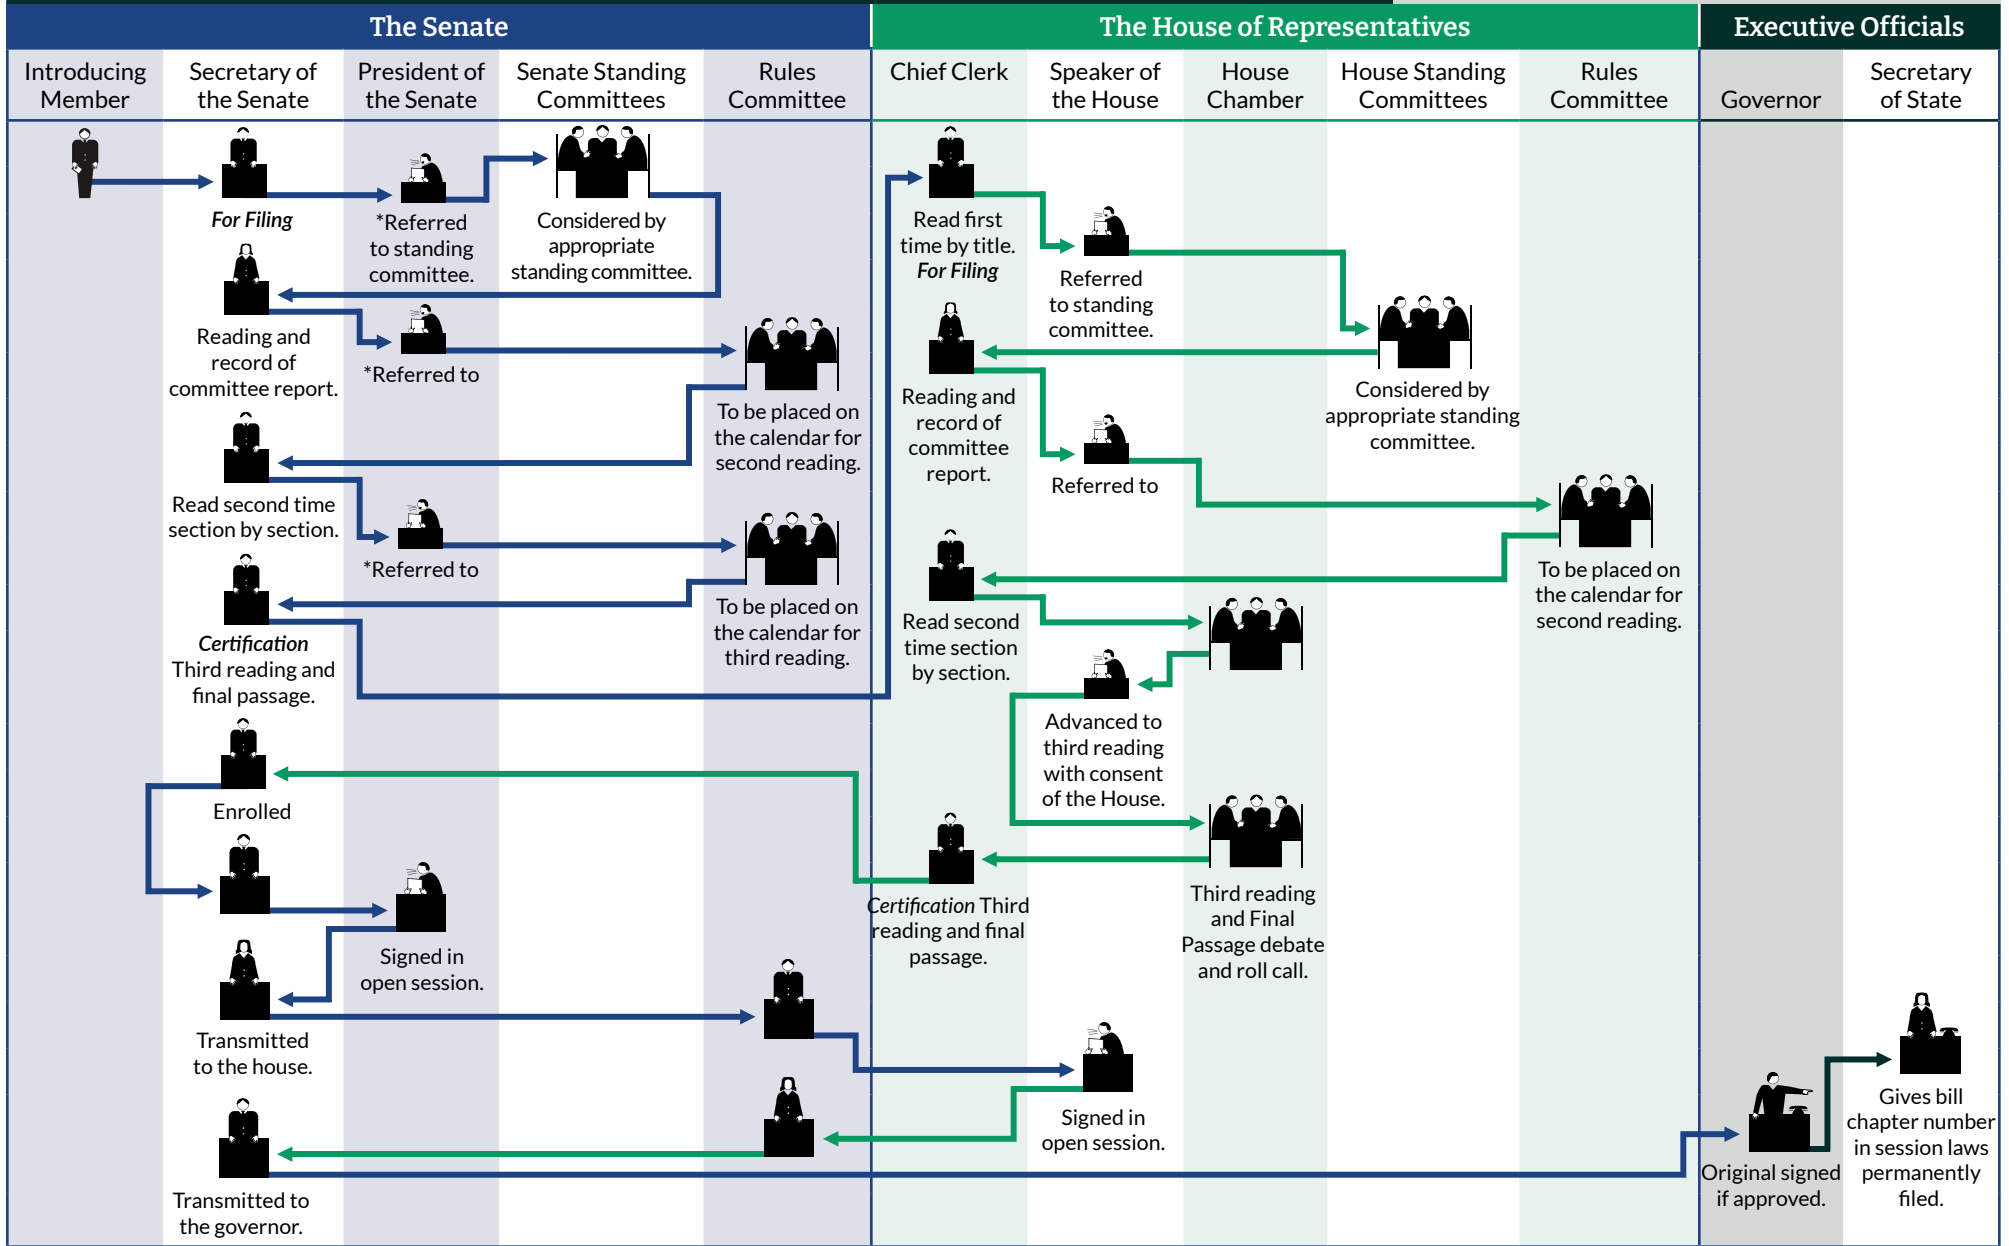 The Senate
The House of Representatives
Executive Officials
Introducing
Member
Secretary of
the Senate
President of
the Senate
Senate Standing
Committees
Rules
Committee
Chief Clerk
Speaker of
the House
House
Chamber
House Standing
Committees
Rules
Committee
Governor
Secretary
of State
For Filing
*Referred
to standing
committee.
Considered by
appropriate
standing committee.
Reading and
record of
committee report.
*Referred to
To be placed on
the calendar for
second reading.
Read second time
section by section.
*Referred to
To be placed on
the calendar for
third reading.
Certification
Third reading and
final passage.
Read first
time by title.
For Filing
Referred
to standing
committee.
Considered by
appropriate standing
committee.
Reading and
record of
committee
report.
Referred to
To be placed on
the calendar for
second reading.
Read second
time section
by section.
Advanced to
third reading
with consent
of the House.
Third reading
and Final
Passage debate
and roll call.
Certification Third
reading and final
passage.
Enrolled
Signed in
open session.
Transmitted
to the house.
Signed in
open session.
Transmitted to
the governor.
Original signed
if approved.
Gives bill
chapter number
in session laws
permanently
filed.